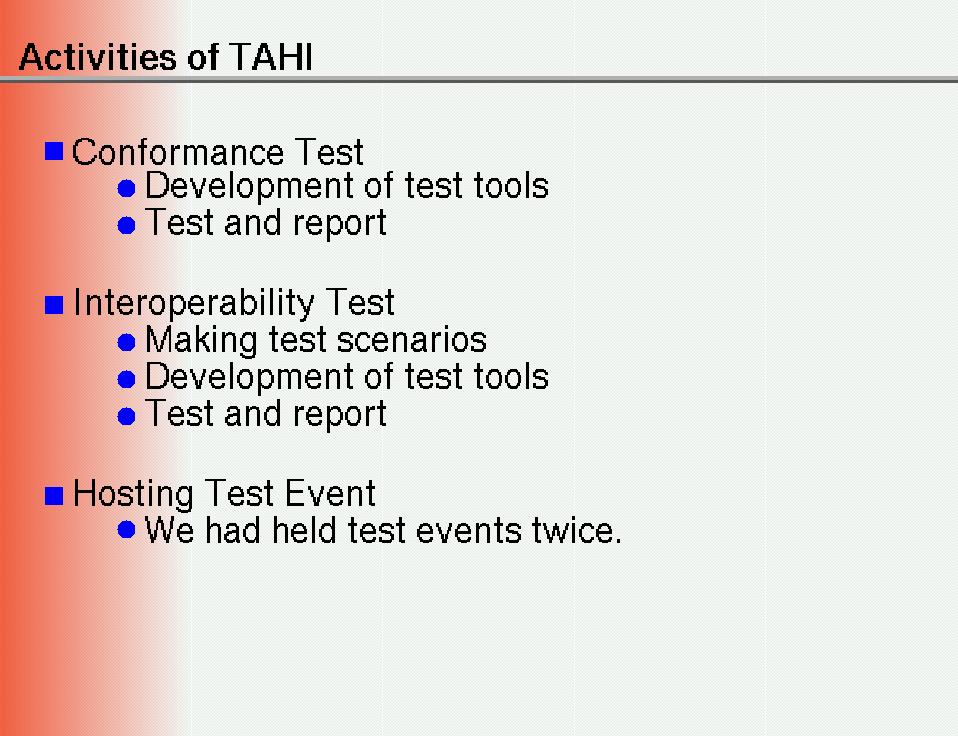 Activities of TAHI
Conformance Test
Development of test tools
Test and report
Interoperability Test
Making test scenarios
Development of test tools
Test and report
Hosting Test Event
We had held test events twice.